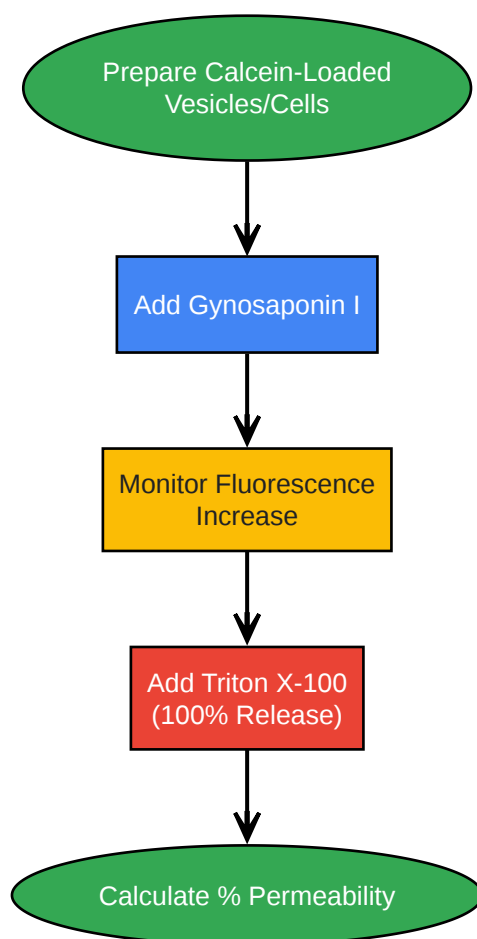 Prepare Calcein-Loaded
Vesicles/Cells
Add Gynosaponin I
Monitor Fluorescence
Increase
Add Triton X-100
(100% Release)
Calculate % Permeability